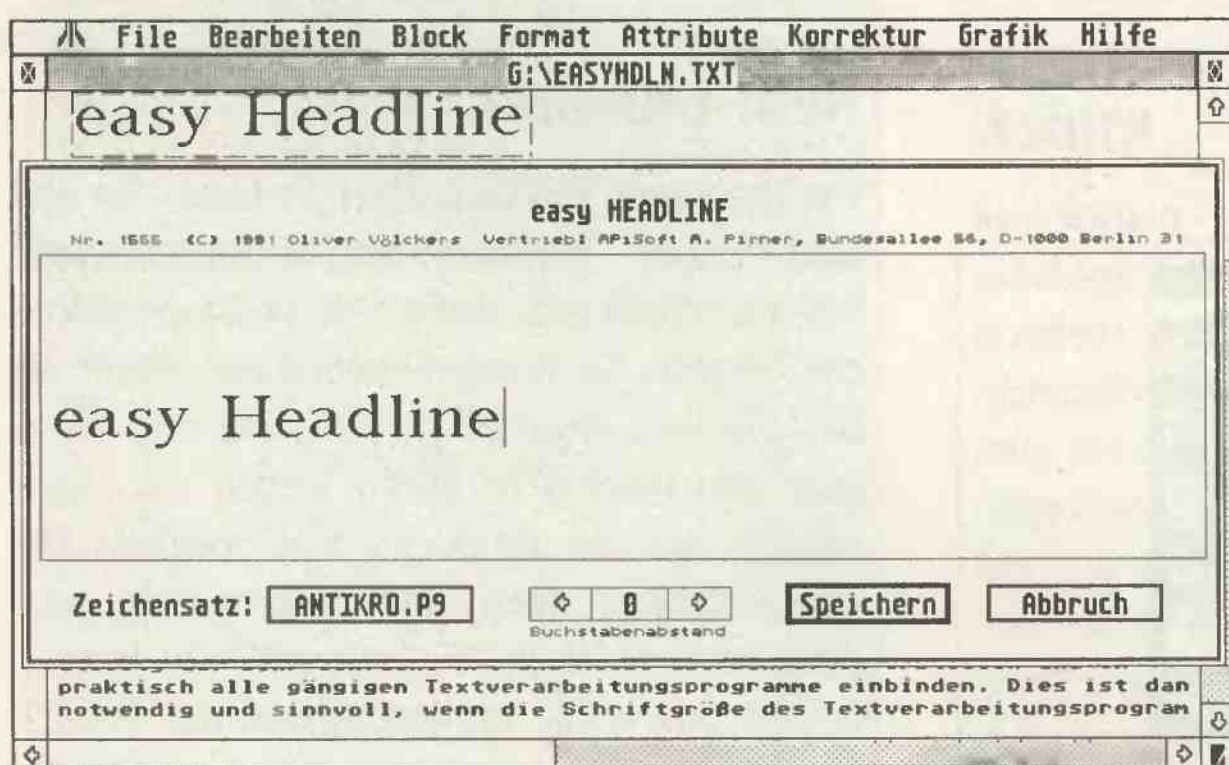 File Bearbeiten Block Format Attribute Korrektur Grafik Hilfe
G:\EASYHDLN.TXT
easy Headline
easy HEADLINE
Nr. 1555 (C) 1991 Oliver Völckers Vertrieb: APiSoft A. Pirner, Bundesallee 56, D-1000 Berlin 31
easy Headline
Zeichensatz: ANTIKRO.P9 0 Speichern Abbruch
Buchstabenabstand
praktisch alle gängigen Textverarbeitungsprogramme einbinden. Dies ist dan
notwendig und sinnvoll, wenn die Schriftgröße des Textverarbeitungsprogram